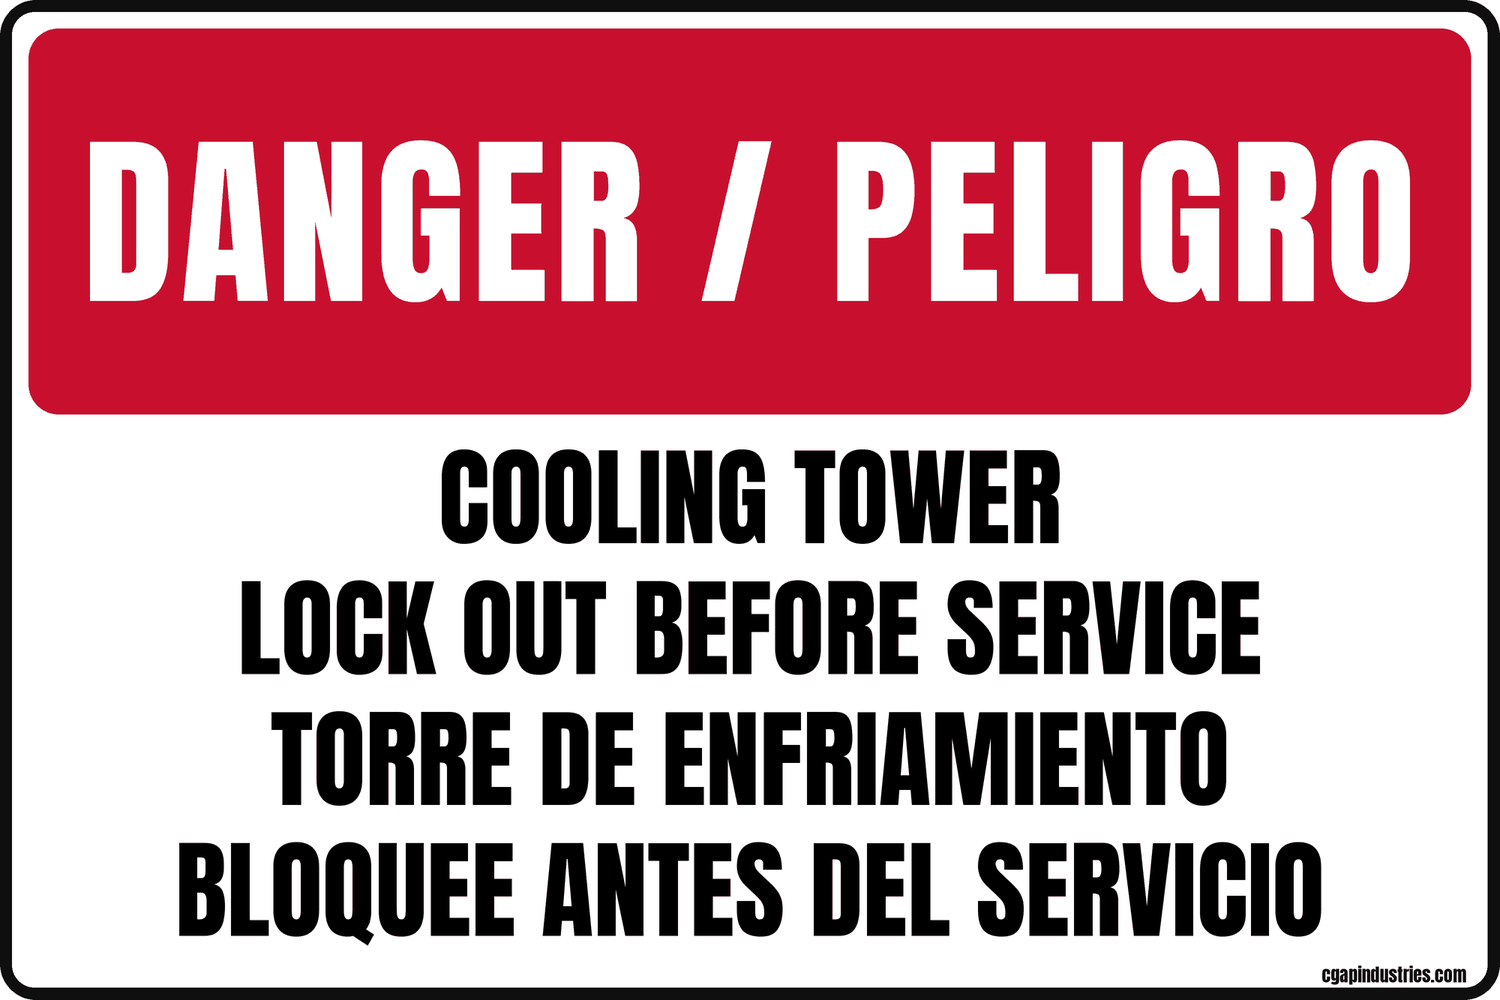 DANGER / PELIGRO
COOLING TOWER
LOCK OUT BEFORE SERVICE
TORRE DE ENFRIAMIENTO
BLOQUEE ANTES DEL SERVICIO
cgapindustries.com